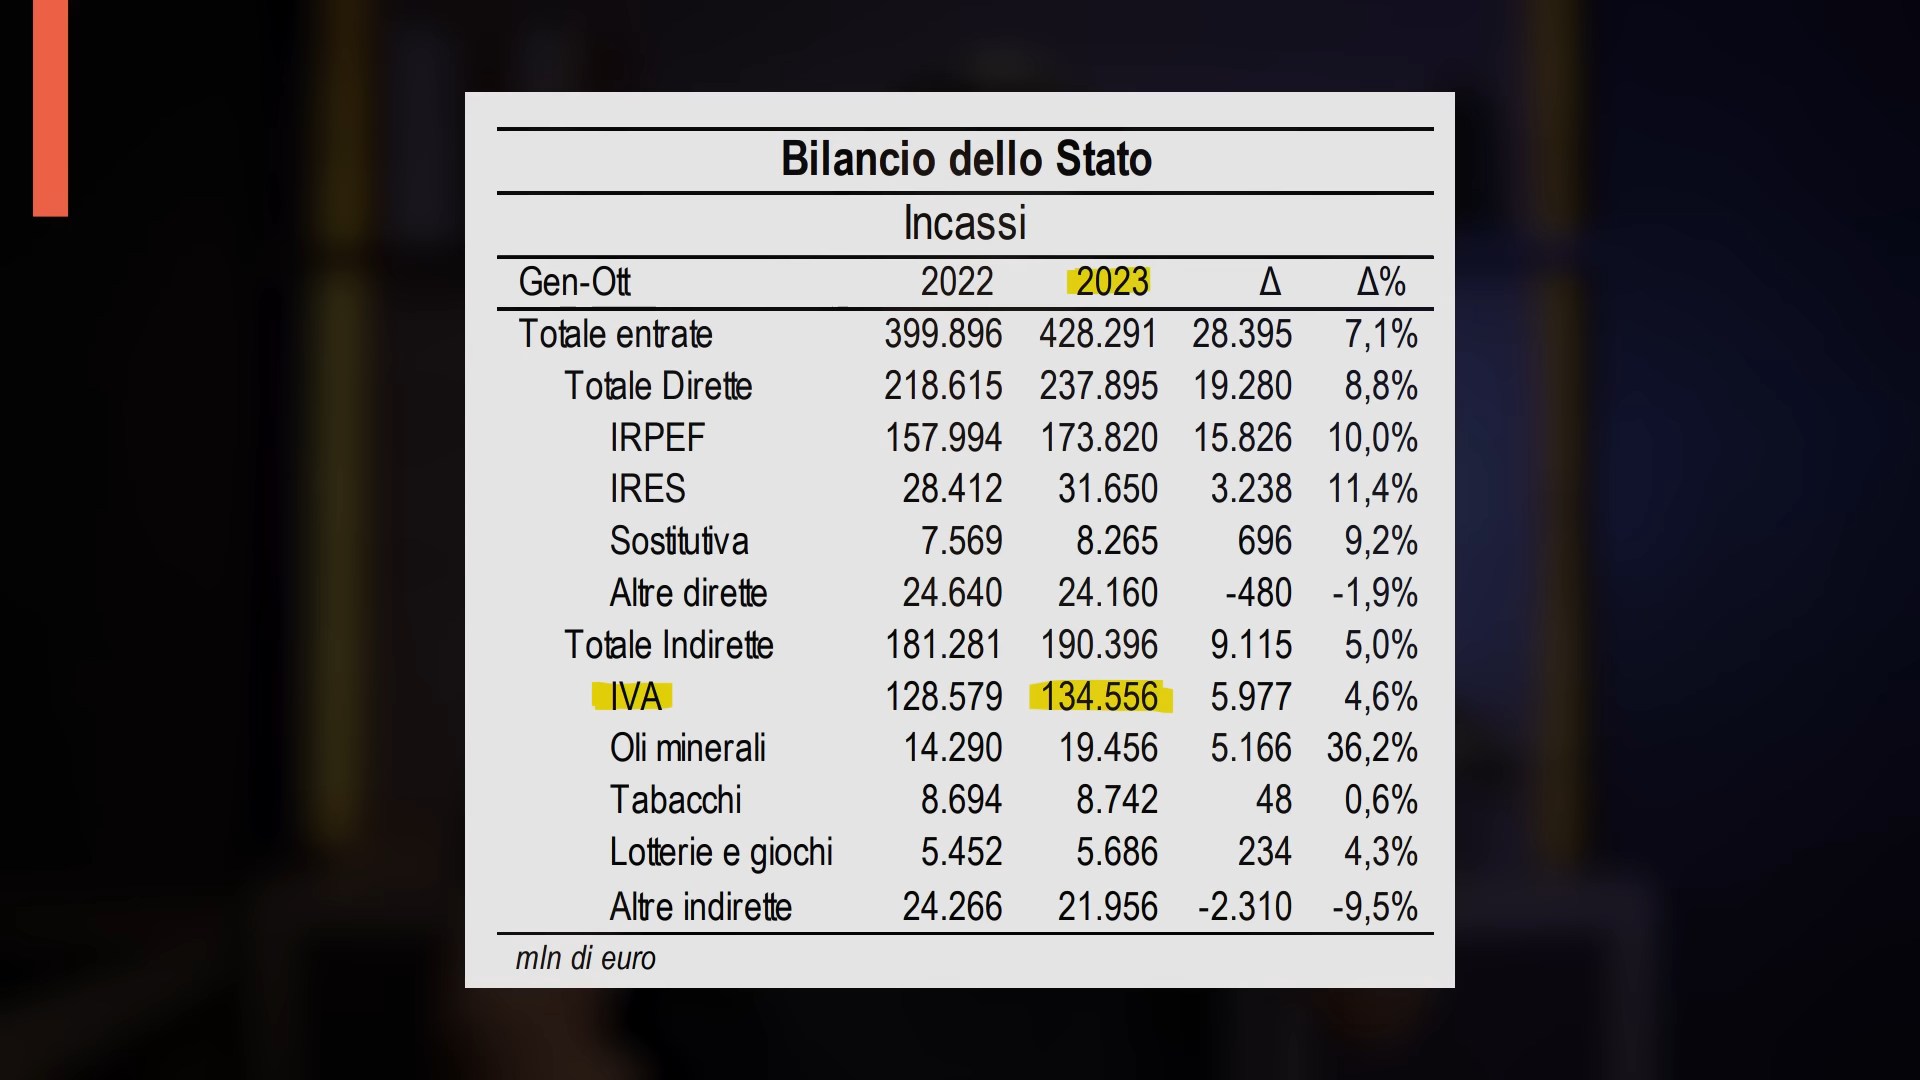 Bilancio dello Stato
Incassi
Gen-Ott 2022 2023 Δ Δ%
Totale entrate 399.896 428.291 28.395 7,1%
Totale Dirette 218.615 237.895 19.280 8,8%
IRPEF 157.994 173.820 15.826 10,0%
IRES 28.412 31.650 3.238 11,4%
Sostitutiva 7.569 8.265 696 9,2%
Altre dirette 24.640 24.160 -480 -1,9%
Totale Indirette 181.281 190.396 9.115 5,0%
IVA 128.579 134.556 5.977 4,6%
Oli minerali 14.290 19.456 5.166 36,2%
Tabacchi 8.694 8.742 48 0,6%
Lotterie e giochi 5.452 5.686 234 4,3%
Altre indirette 24.266 21.956 -2.310 -9,5%
mln di euro